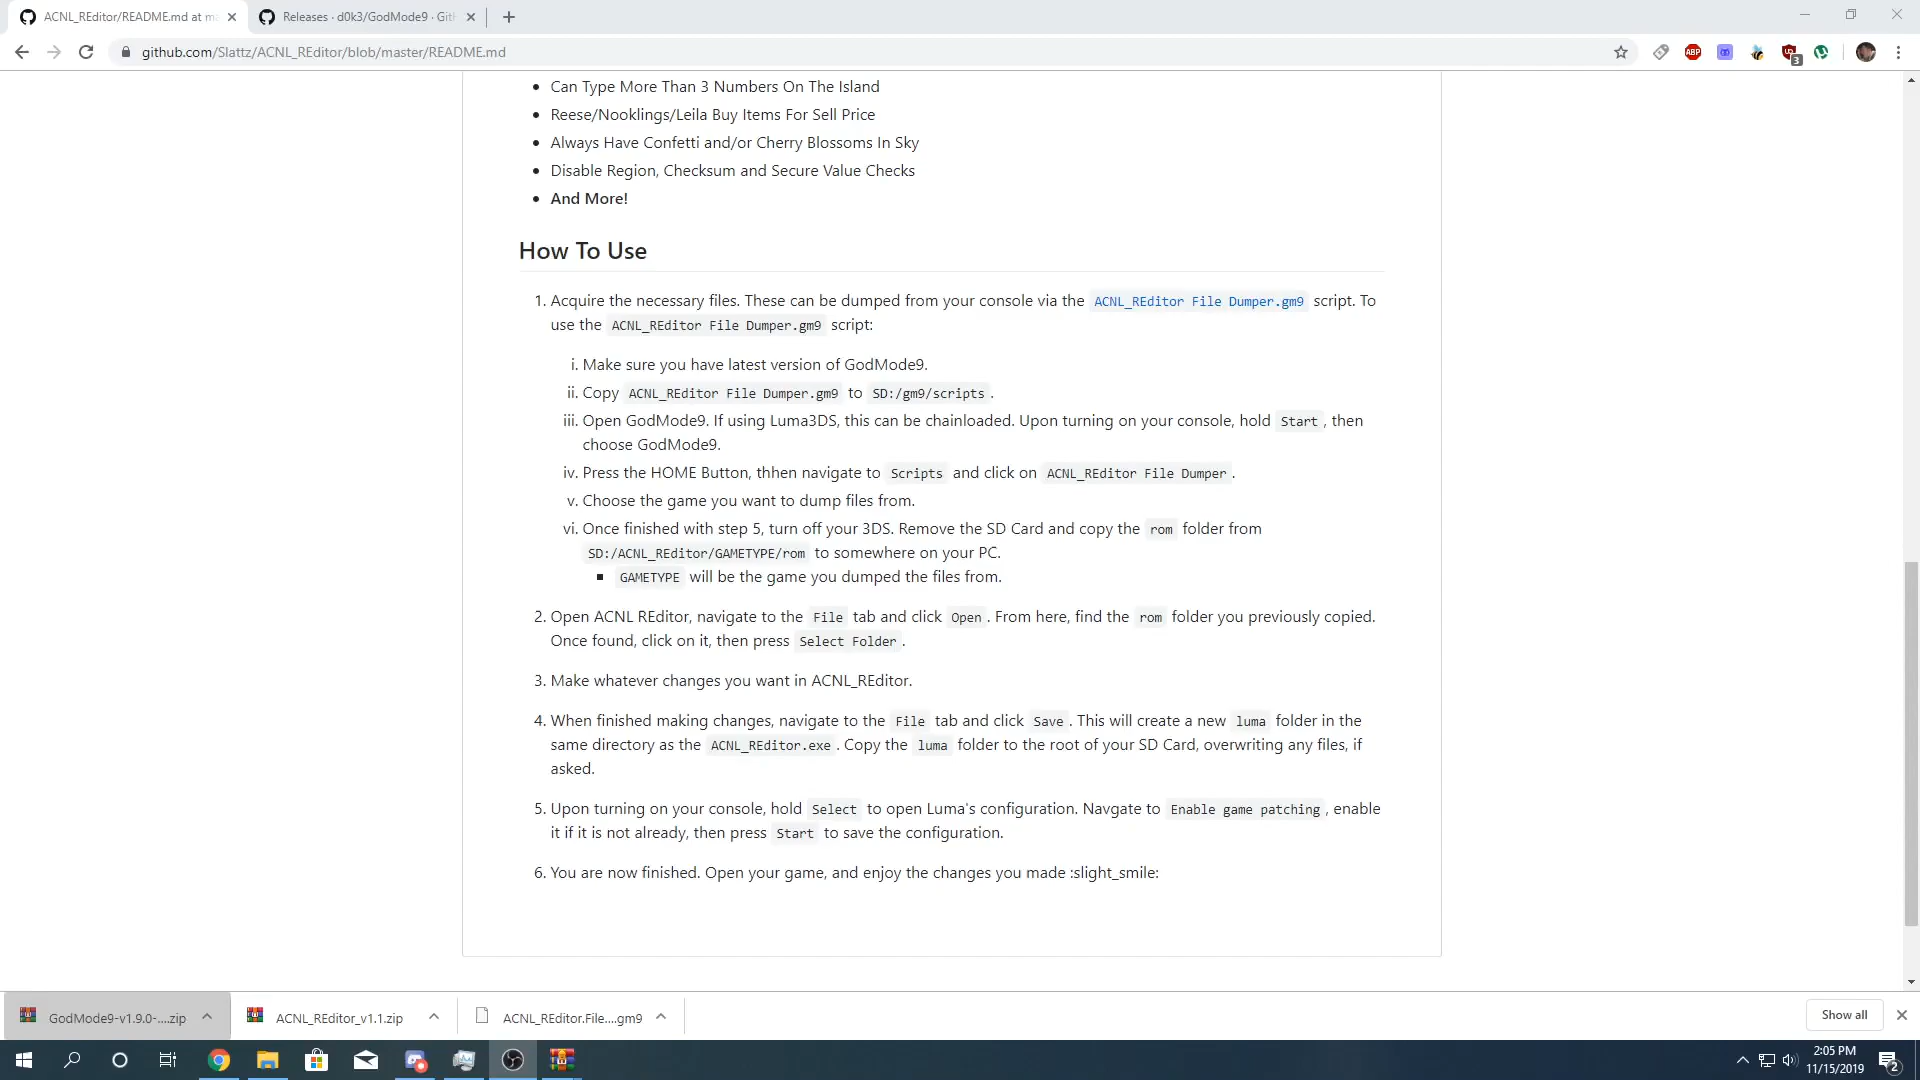 ACNL_REditor/README.md at ma
Releases · d0k3/GodMode9 · Gith
github.com/Slattz/ACNL_REditor/blob/master/README.md
ABP
3
• Can Type More Than 3 Numbers On The Island
• Reese/Nooklings/Leila Buy Items For Sell Price
• Always Have Confetti and/or Cherry Blossoms In Sky
• Disable Region, Checksum and Secure Value Checks
• And More!
How To Use
1. Acquire the necessary files. These can be dumped from your console via the ACNL_REditor File Dumper.gm9 script. To
use the ACNL_REditor File Dumper.gm9 script:
i. Make sure you have latest version of GodMode9.
ii. Copy ACNL_REditor File Dumper.gm9 to SD:/gm9/scripts.
iii. Open GodMode9. If using Luma3DS, this can be chainloaded. Upon turning on your console, hold Start, then
choose GodMode9.
iv. Press the HOME Button, thhen navigate to Scripts and click on ACNL_REditor File Dumper.
v. Choose the game you want to dump files from.
vi. Once finished with step 5, turn off your 3DS. Remove the SD Card and copy the rom folder from
SD:/ACNL_REditor/GAMETYPE/rom to somewhere on your PC.
▪ GAMETYPE will be the game you dumped the files from.
2. Open ACNL REditor, navigate to the File tab and click Open. From here, find the rom folder you previously copied.
Once found, click on it, then press Select Folder.
3. Make whatever changes you want in ACNL_REditor.
4. When finished making changes, navigate to the File tab and click Save. This will create a new luma folder in the
same directory as the ACNL_REditor.exe. Copy the luma folder to the root of your SD Card, overwriting any files, if
asked.
5. Upon turning on your console, hold Select to open Luma's configuration. Navgate to Enable game patching, enable
it if it is not already, then press Start to save the configuration.
6. You are now finished. Open your game, and enjoy the changes you made :slight_smile:
GodMode9-v1.9.0-....zip
ACNL_REditor_v1.1.zip
ACNL_REditor.File....gm9
Show all
2:05 PM
11/15/2019
2